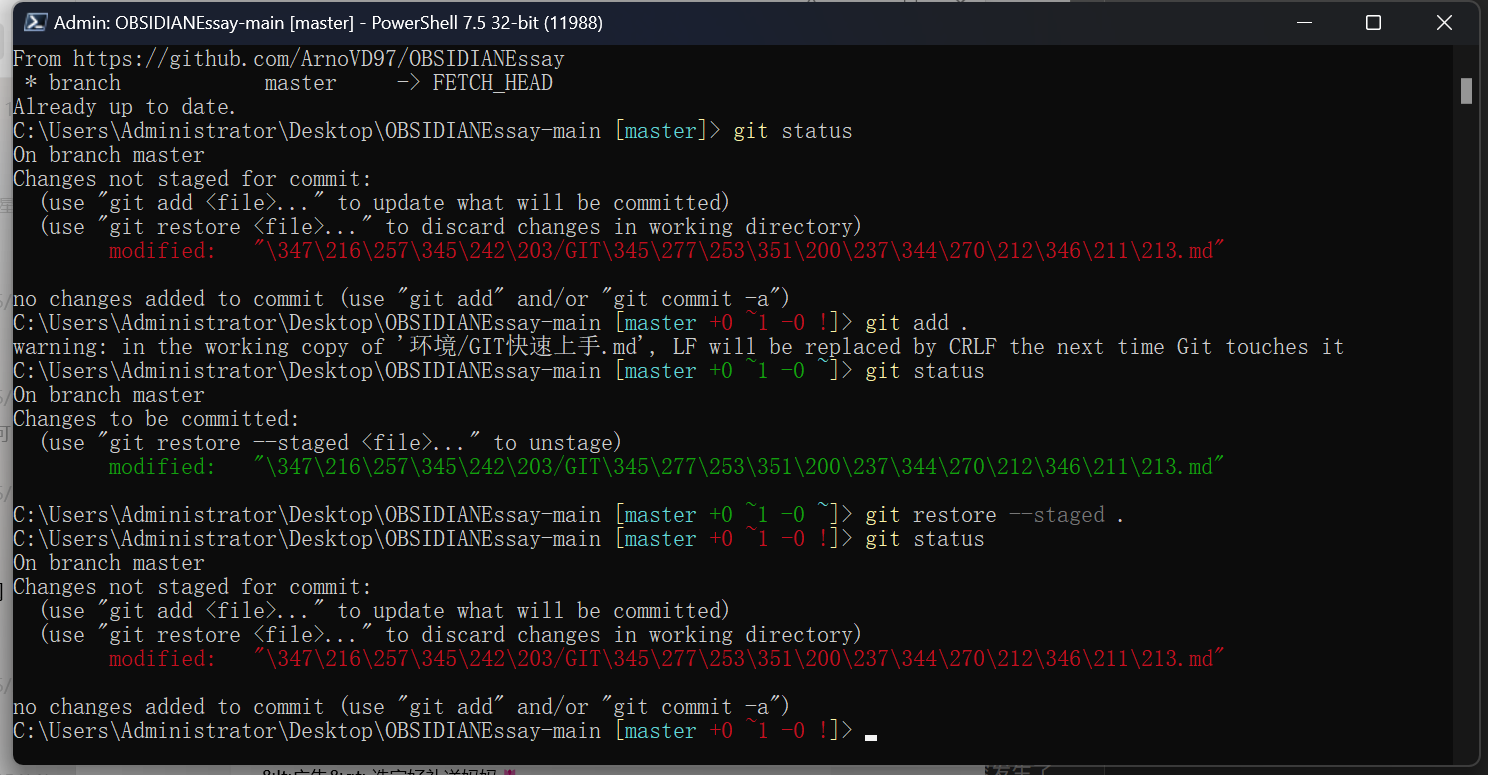 Admin: OBSIDIANEssay-main [master] - PowerShell 7.5 32-bit (11988)
From https://github.com/ArnoVD97/OBSIDIANEssay
 * branch            master     -> FETCH_HEAD
Already up to date.
C:\Users\Administrator\Desktop\OBSIDIANEssay-main [master]> git status
On branch master
Changes not staged for commit:
  (use "git add <file>..." to update what will be committed)
  (use "git restore <file>..." to discard changes in working directory)
        modified:   "\347\216\257\345\242\203/GIT\345\277\253\351\200\237\344\270\212\346\211\213.md"
no changes added to commit (use "git add" and/or "git commit -a")
C:\Users\Administrator\Desktop\OBSIDIANEssay-main [master +0 ~1 -0 !]> git add .
warning: in the working copy of '环境/GIT快速上手.md', LF will be replaced by CRLF the next time Git touches it
C:\Users\Administrator\Desktop\OBSIDIANEssay-main [master +0 ~1 -0 ~]> git status
On branch master
Changes to be committed:
  (use "git restore --staged <file>..." to unstage)
        modified:   "\347\216\257\345\242\203/GIT\345\277\253\351\200\237\344\270\212\346\211\213.md"
C:\Users\Administrator\Desktop\OBSIDIANEssay-main [master +0 ~1 -0 ~]> git restore --staged .
C:\Users\Administrator\Desktop\OBSIDIANEssay-main [master +0 ~1 -0 !]> git status
On branch master
Changes not staged for commit:
  (use "git add <file>..." to update what will be committed)
  (use "git restore <file>..." to discard changes in working directory)
        modified:   "\347\216\257\345\242\203/GIT\345\277\253\351\200\237\344\270\212\346\211\213.md"
no changes added to commit (use "git add" and/or "git commit -a")
C:\Users\Administrator\Desktop\OBSIDIANEssay-main [master +0 ~1 -0 !]>